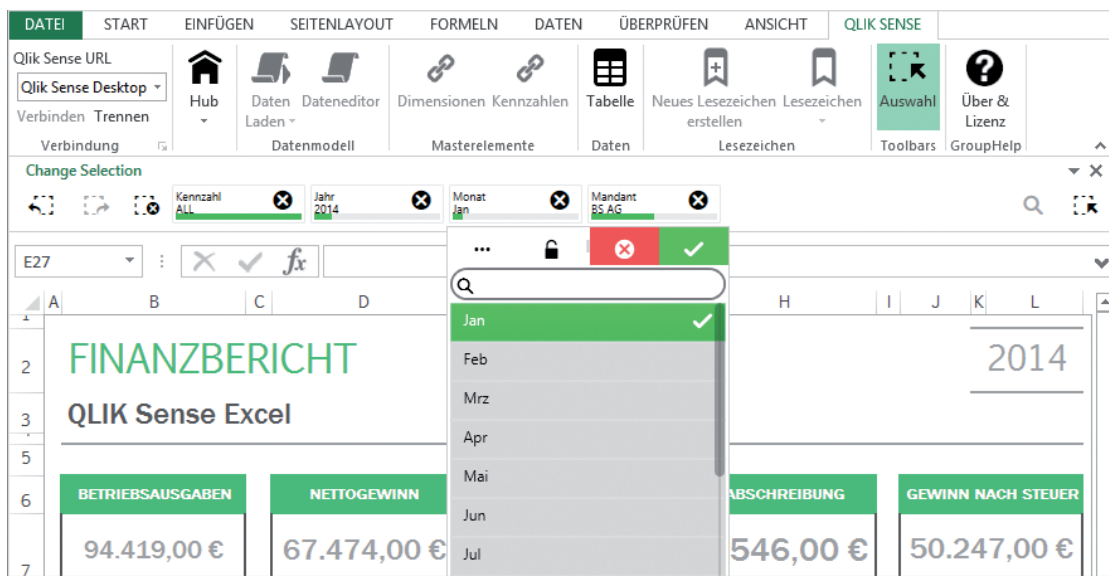 DATEI START EINFÜGEN SEITENLAYOUT FORMELN DATEN ÜBERPRÜFEN ANSICHT QLIK SENSE
Qlik Sense URL
Qlik Sense Desktop
Verbinden Trennen
Verbindung
Hub
Daten
Laden
Dateneditor
Datenmodell
Dimensionen Kennzahlen
Masterelemente
Tabelle
Daten
Neues Lesezeichen
erstellen
Lesezeichen
Lesezeichen
Auswahl
Toolbars
Über &
Lizenz
GroupHelp
Change Selection
Kennzahl
ALL
Jahr
2014
Monat
Jan
Mandant
BS AG
E27
fx
A B C D H I J K L
Jan
Feb
Mrz
Apr
Mai
Jun
Jul
1
2 FINANZBERICHT 2014
3 QLIK Sense Excel
5
6 BETRIEBSAUSGABEN NETTOGEWINN ABSCHREIBUNG GEWINN NACH STEUER
7 94.419,00 € 67.474,00 € 546,00 € 50.247,00 €